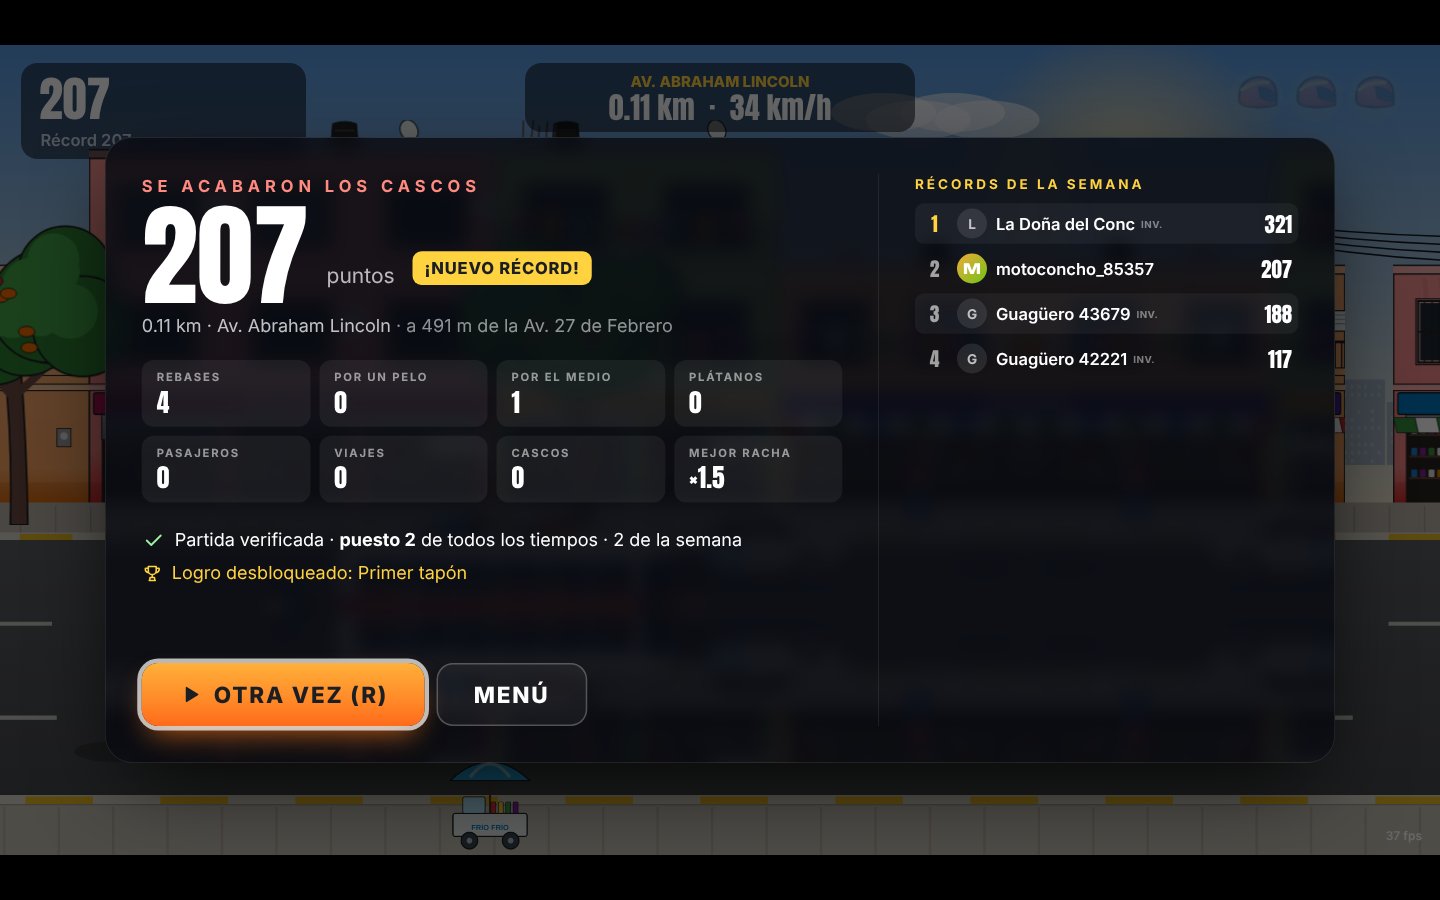 207
Récord 207
AV. ABRAHAM LINCOLN
0.11 km · 34 km/h
SE ACABARON LOS CASCOS
207 puntos ¡NUEVO RÉCORD!
0.11 km · Av. Abraham Lincoln · a 491 m de la Av. 27 de Febrero
REBASES
4
POR UN PELO
0
POR EL MEDIO
1
PLÁTANOS
0
PASAJEROS
0
VIAJES
0
CASCOS
0
MEJOR RACHA
×1.5
Partida verificada · puesto 2 de todos los tiempos · 2 de la semana
Logro desbloqueado: Primer tapón
OTRA VEZ (R)
MENÚ
RÉCORDS DE LA SEMANA
1 L La Doña del Conc INV. 321
2 M motoconcho_85357 207
3 G Guagüero 43679 INV. 188
4 G Guagüero 42221 INV. 117
FRIO FRIO
37 fps